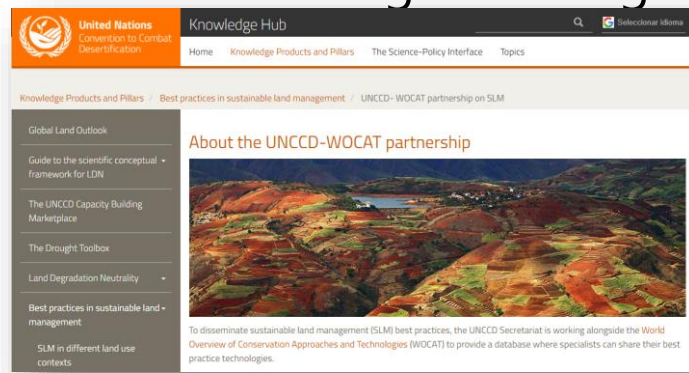 United Nations
Convention to Combat
Desertification
Knowledge Hub
Seleccionar idioma
Home Knowledge Products and Pillars The Science-Policy Interface Topics
Knowledge Products and Pillars / Best practices in sustainable land management / UNCCD- WOCAT partnership on SLM
Global Land Outlook
Guide to the scientific conceptual
framework for LDN
The UNCCD Capacity Building
Marketplace
The Drought Toolbox
Land Degradation Neutrality
Best practices in sustainable land
management
SLM in different land use
contexts
About the UNCCD-WOCAT partnership
To disseminate sustainable land management (SLM) best practices, the UNCCD Secretariat is working alongside the World
Overview of Conservation Approaches and Technologies (WOCAT) to provide a database where specialists can share their best
practice technologies.